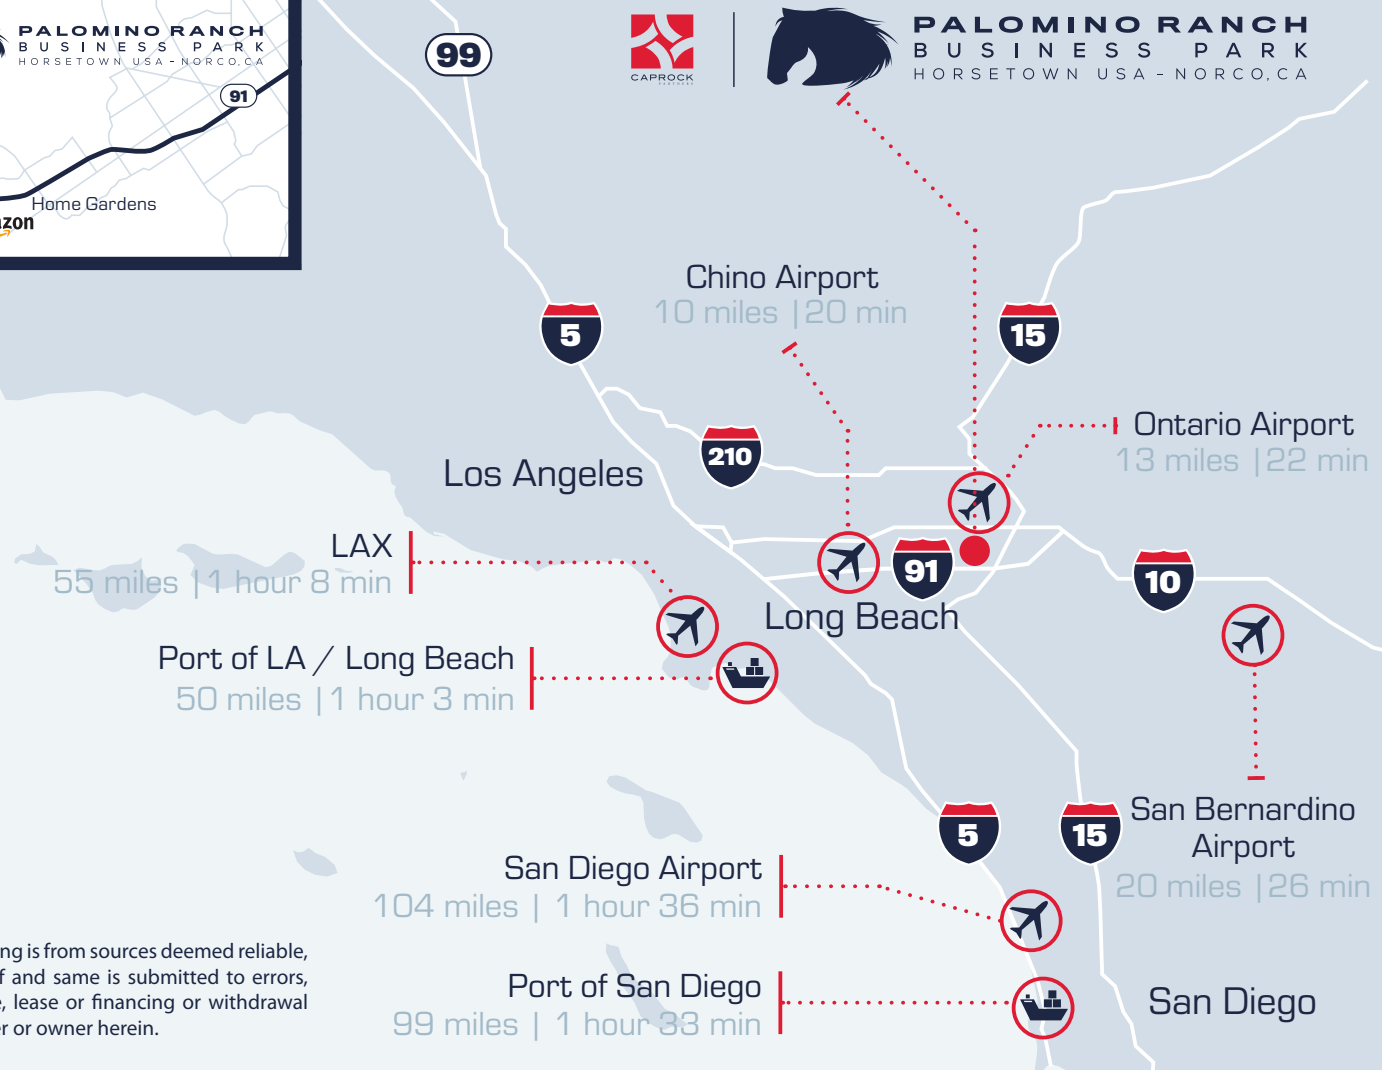 PALOMINO RANCH
BUSINESS PARK
HORSETOWN USA - NORCO, CA
91
Home Gardens
zon
99
CAPROCK
PARTNERS
PALOMINO RANCH
BUSINESS PARK
HORSETOWN USA - NORCO, CA
Chino Airport
10 miles | 20 min
5
15
Ontario Airport
13 miles | 22 min
210
Los Angeles
LAX
55 miles | 1 hour 8 min
91
10
Long Beach
Port of LA / Long Beach
50 miles | 1 hour 3 min
5
15
San Bernardino
Airport
20 miles | 26 min
San Diego Airport
104 miles | 1 hour 36 min
Port of San Diego
99 miles | 1 hour 33 min
San Diego
ng is from sources deemed reliable,
f and same is submitted to errors,
e, lease or financing or withdrawal
er or owner herein.